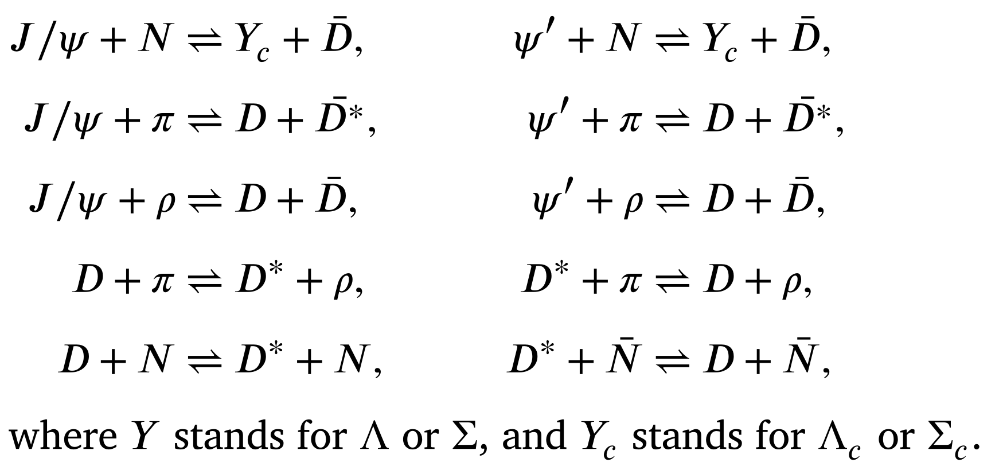 J/ψ + N ⇌ Y_c + D̄,    ψ′ + N ⇌ Y_c + D̄,
J/ψ + π ⇌ D + D̄*,    ψ′ + π ⇌ D + D̄*,
J/ψ + ρ ⇌ D + D̄,    ψ′ + ρ ⇌ D + D̄,
D + π ⇌ D* + ρ,    D* + π ⇌ D + ρ,
D + N ⇌ D* + N,    D* + N̄ ⇌ D + N̄,
where Y stands for Λ or Σ, and Y_c stands for Λ_c or Σ_c.